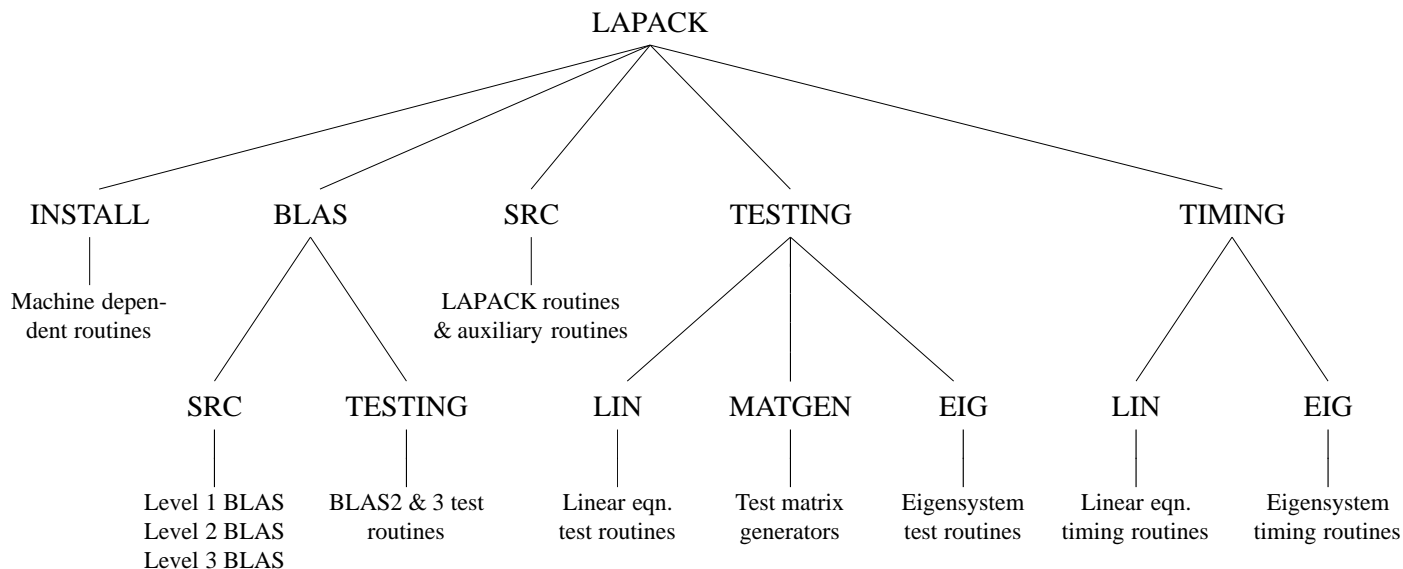 LAPACK
INSTALL BLAS SRC TESTING TIMING
Machine depen-
dent routines
LAPACK routines
& auxiliary routines
SRC TESTING LIN MATGEN EIG LIN EIG
Level 1 BLAS
Level 2 BLAS
Level 3 BLAS
BLAS2 & 3 test
routines
Linear eqn.
test routines
Test matrix
generators
Eigensystem
test routines
Linear eqn.
timing routines
Eigensystem
timing routines